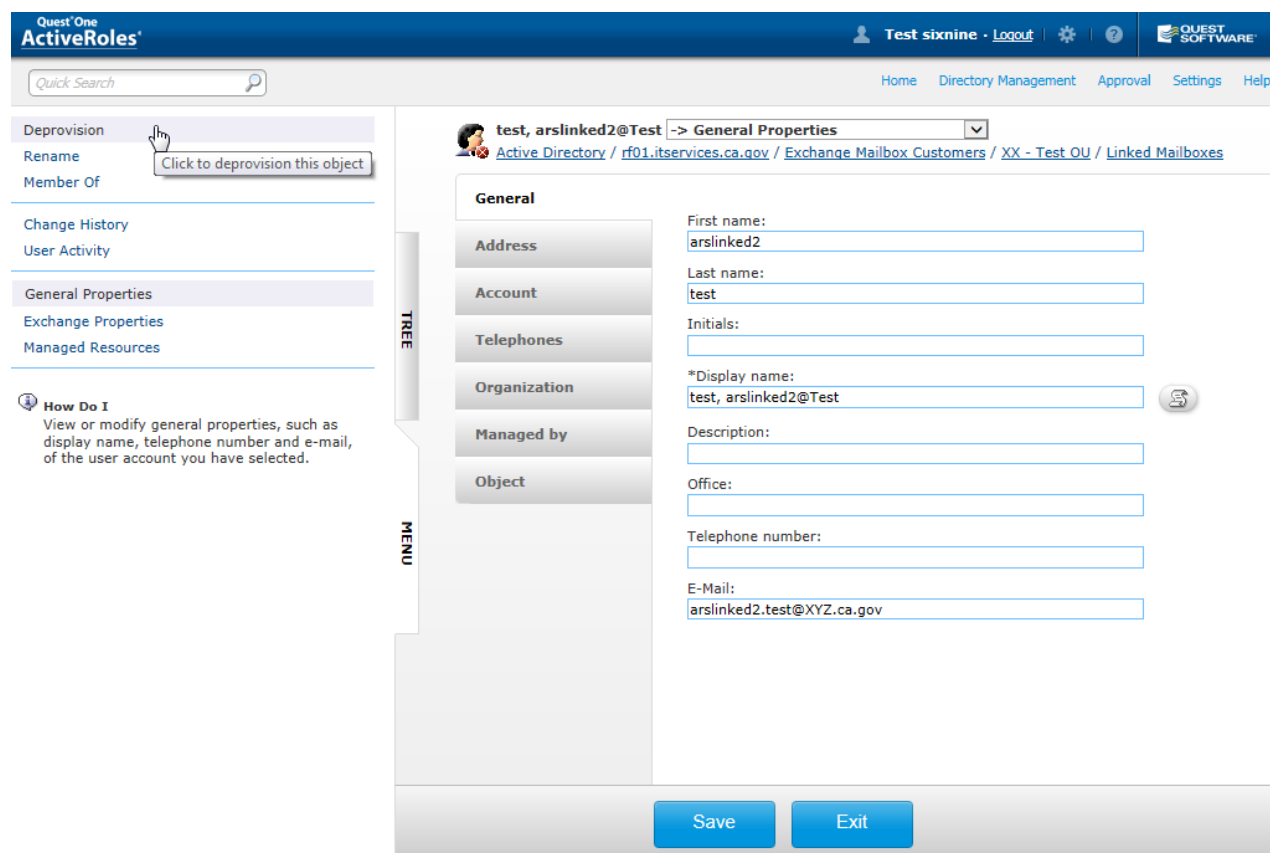 Quest One
ActiveRoles
Test sixnine · Logout
QUEST
SOFTWARE
Quick Search
Home Directory Management Approval Settings Help
Deprovision
Click to deprovision this object
Rename
Member Of
Change History
User Activity
General Properties
Exchange Properties
Managed Resources
How Do I
View or modify general properties, such as
display name, telephone number and e-mail,
of the user account you have selected.
TREE
MENU
test, arslinked2@Test -> General Properties
Active Directory / rf01.itservices.ca.gov / Exchange Mailbox Customers / XX - Test OU / Linked Mailboxes
General
Address
Account
Telephones
Organization
Managed by
Object
First name:
arslinked2
Last name:
test
Initials:
*Display name:
test, arslinked2@Test
Description:
Office:
Telephone number:
E-Mail:
arslinked2.test@XYZ.ca.gov
Save Exit